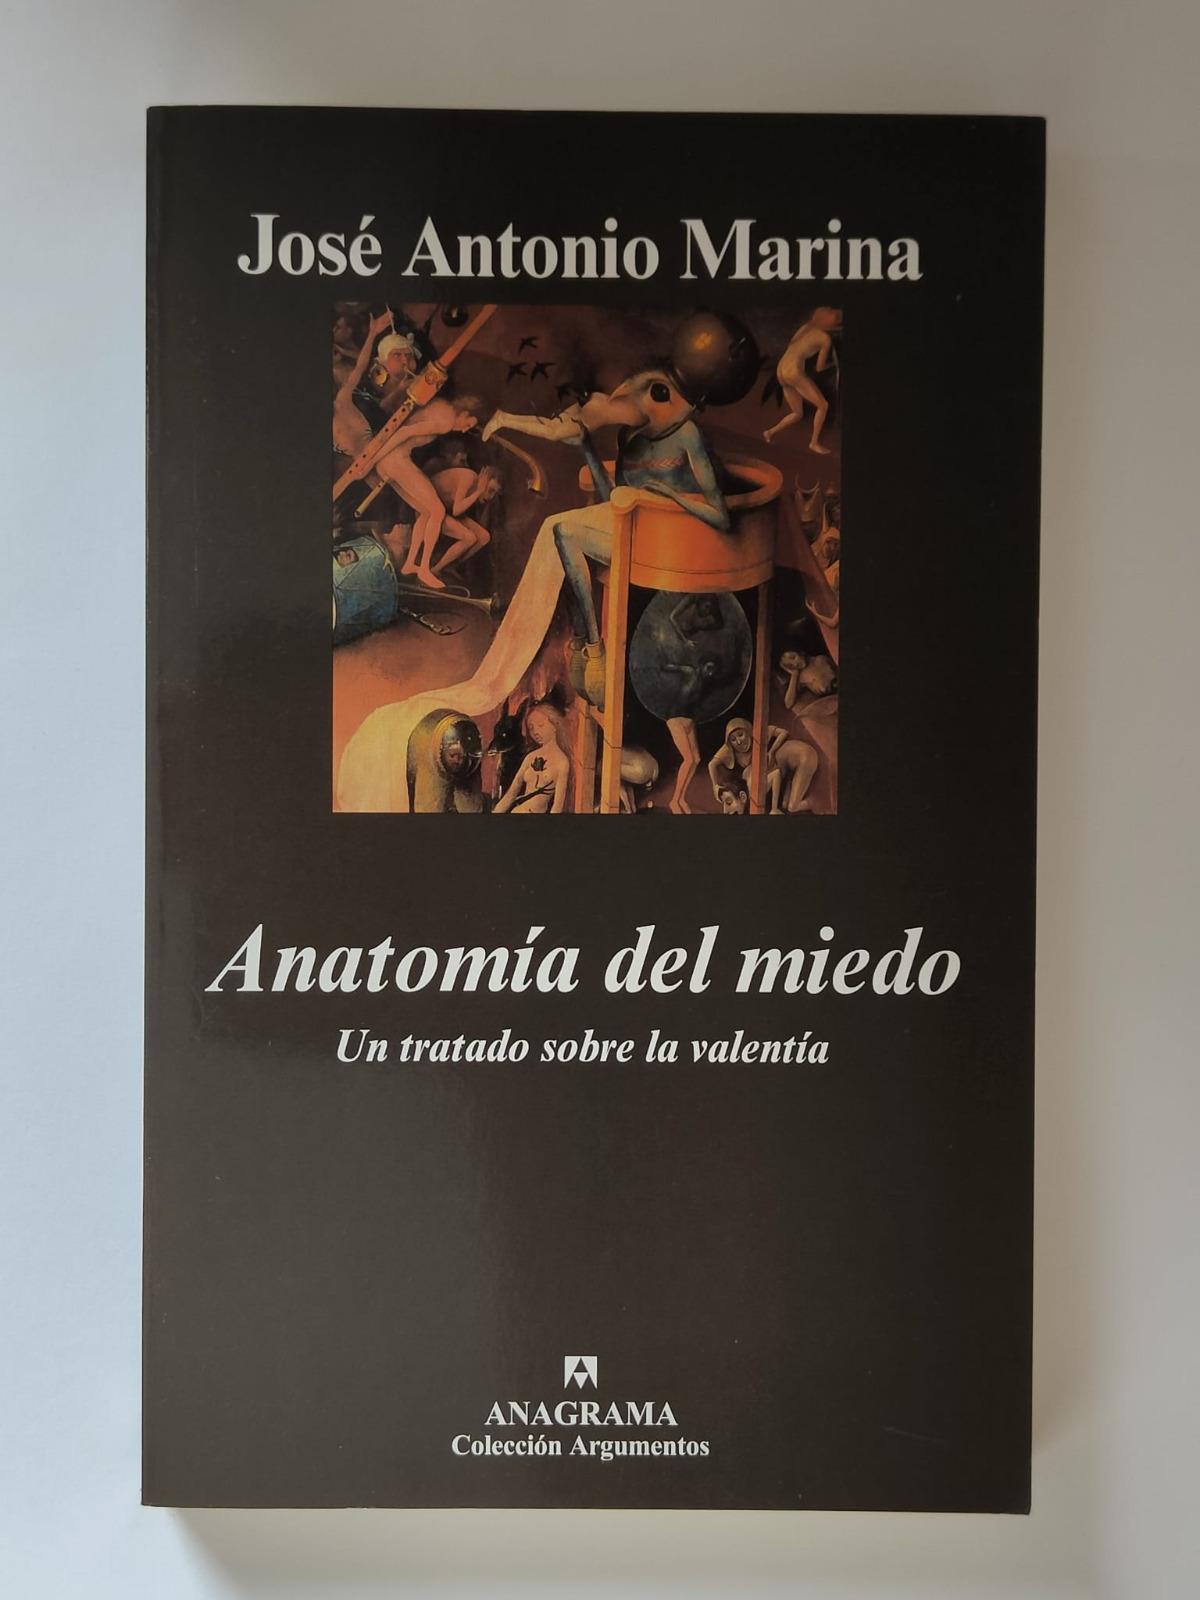 José Antonio Marina
Anatomía del miedo
Un tratado sobre la valentía
ANAGRAMA
Colección Argumentos